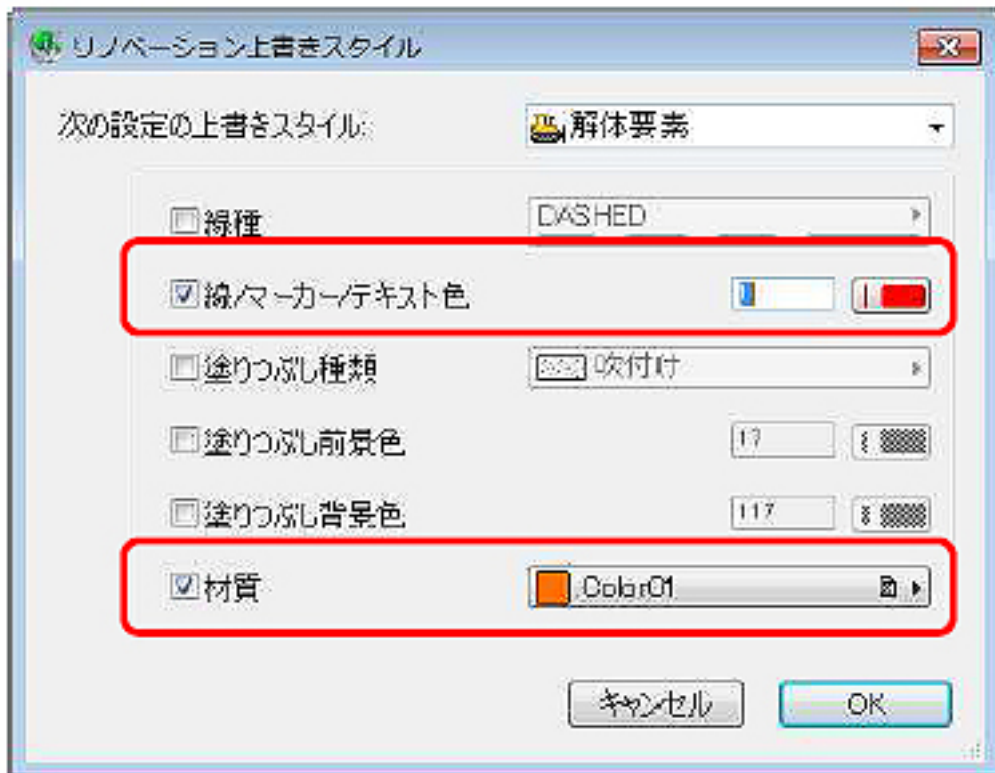 リノベーション上書きスタイル
次の設定の上書きスタイル: 解体要素
線種 DASHED
線/マーカー/テキスト色
塗りつぶし種類 吹付け
塗りつぶし前景色 17
塗りつぶし背景色 117
材質 Color01
キャンセル OK